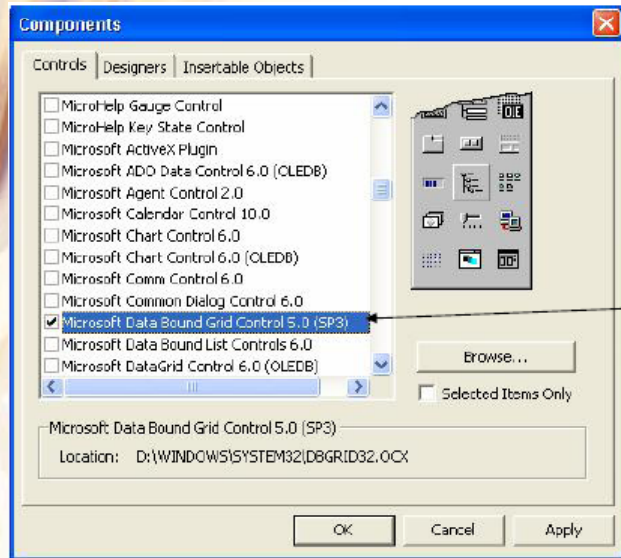 Components
Controls
Designers
Insertable Objects
MicroHelp Gauge Control
MicroHelp Key State Control
Microsoft ActiveX Plugin
Microsoft ADO Data Control 6.0 (OLEDB)
Microsoft Agent Control 2.0
Microsoft Calendar Control 10.0
Microsoft Chart Control 6.0
Microsoft Chart Control 6.0 (OLEDB)
Microsoft Comm Control 6.0
Microsoft Common Dialog Control 6.0
Microsoft Data Bound Grid Control 5.0 (SP3)
Microsoft Data Bound List Controls 6.0
Microsoft DataGrid Control 6.0 (OLEDB)
Browse...
Selected Items Only
Microsoft Data Bound Grid Control 5.0 (SP3)
Location: D:\WINDOWS\SYSTEM32\DBGRID32.OCX
OK
Cancel
Apply